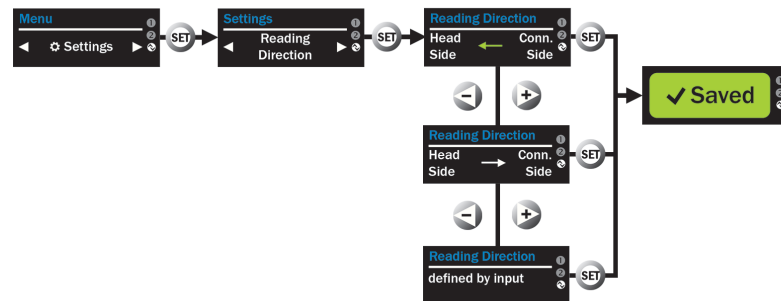 Menu
Settings
SET
Settings
Reading
Direction
SET
Reading Direction
Head Conn.
Side Side
SET
Saved
Reading Direction
Head Conn.
Side Side
SET
Reading Direction
defined by input
SET